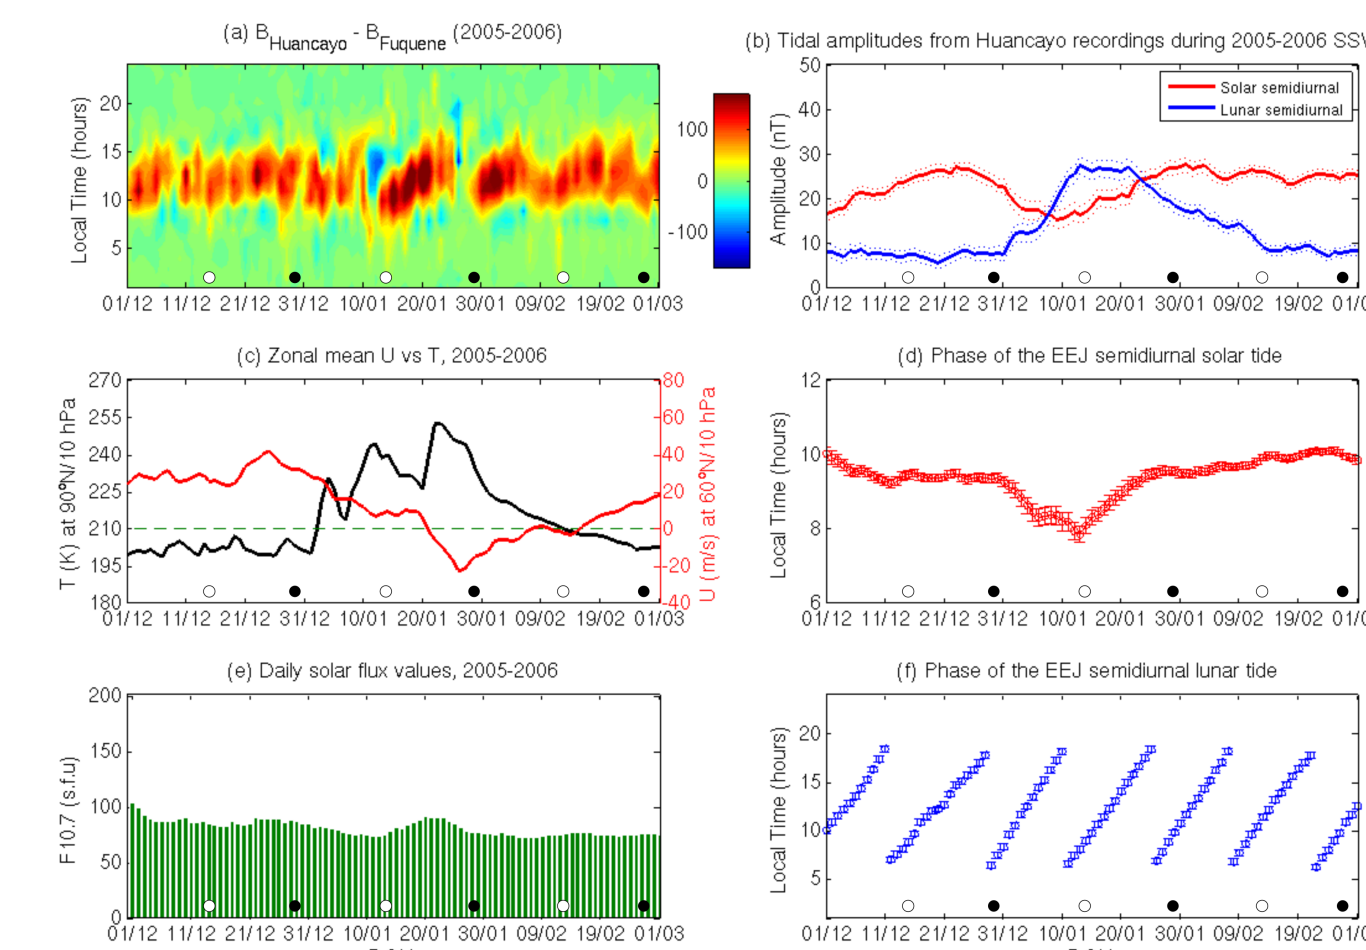 (a) B_Huancayo - B_Fuquene (2005-2006)
Local Time (hours)
20
15
10
5
01/12 11/12 21/12 31/12 10/01 20/01 30/01 09/02 19/02 01/03
100
0
-100
(b) Tidal amplitudes from Huancayo recordings during 2005-2006 SSW
Amplitude (nT)
50
40
30
20
10
0
Solar semidiurnal
Lunar semidiurnal
01/12 11/12 21/12 31/12 10/01 20/01 30/01 09/02 19/02 01/0
(c) Zonal mean U vs T, 2005-2006
T (K) at 90°N/10 hPa
270
255
240
225
210
195
180
80
60
40
20
0
-20
-40
U (m/s) at 60°N/10 hPa
01/12 11/12 21/12 31/12 10/01 20/01 30/01 09/02 19/02 01/03
(d) Phase of the EEJ semidiurnal solar tide
Local Time (hours)
12
10
8
6
01/12 11/12 21/12 31/12 10/01 20/01 30/01 09/02 19/02 01/0
(e) Daily solar flux values, 2005-2006
F10.7 (s.f.u)
200
150
100
50
0
01/12 11/12 21/12 31/12 10/01 20/01 30/01 09/02 19/02 01/03
(f) Phase of the EEJ semidiurnal lunar tide
Local Time (hours)
20
15
10
5
01/12 11/12 21/12 31/12 10/01 20/01 30/01 09/02 19/02 01/0